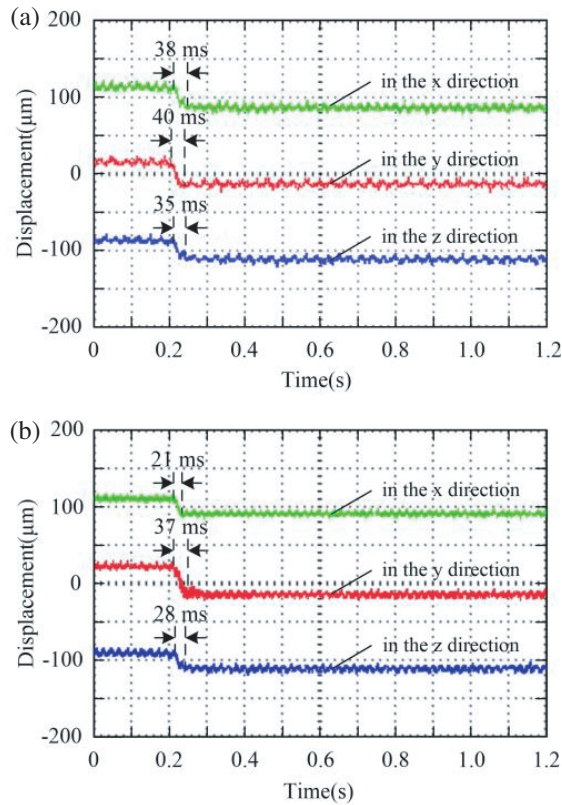 (a)
200
38 ms
100
in the x direction
40 ms
0
in the y direction
35 ms
-100
in the z direction
-200
Displacement(μm)
0 0.2 0.4 0.6 0.8 1.0 1.2
Time(s)
(b)
200
21 ms
100
in the x direction
37 ms
0
in the y direction
28 ms
-100
in the z direction
-200
Displacement(μm)
0 0.2 0.4 0.6 0.8 1.0 1.2
Time(s)